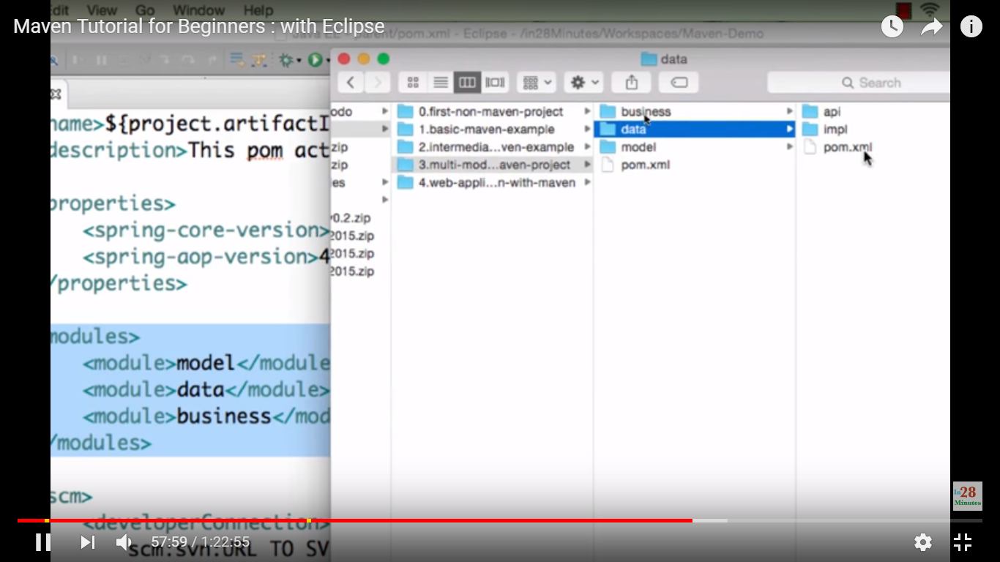 Edit View Go Window Help
Maven Tutorial for Beginners : with Eclipse
Java EE - parent/pom.xml - Eclipse - /in28Minutes/Workspaces/Maven-Demo
data
Search
name>${project.artifactI
description>This pom act
properties>
<spring-core-version>
<spring-aop-version>4
/properties>
modules>
<module>model</module
<module>data</module>
<module>business</mod
/modules>
scm>
<developerConnection>
scm:svn:URL TO SV
odo
zip
zip
es
v0.2.zip
2015.zip
2015.zip
2015.zip
0.first-non-maven-project
1.basic-maven-example
2.intermedia...ven-example
3.multi-mod...aven-project
4.web-appli...n-with-maven
business
data
model
pom.xml
api
impl
pom.xml
In28
Minutes
57:59 / 1:22:55